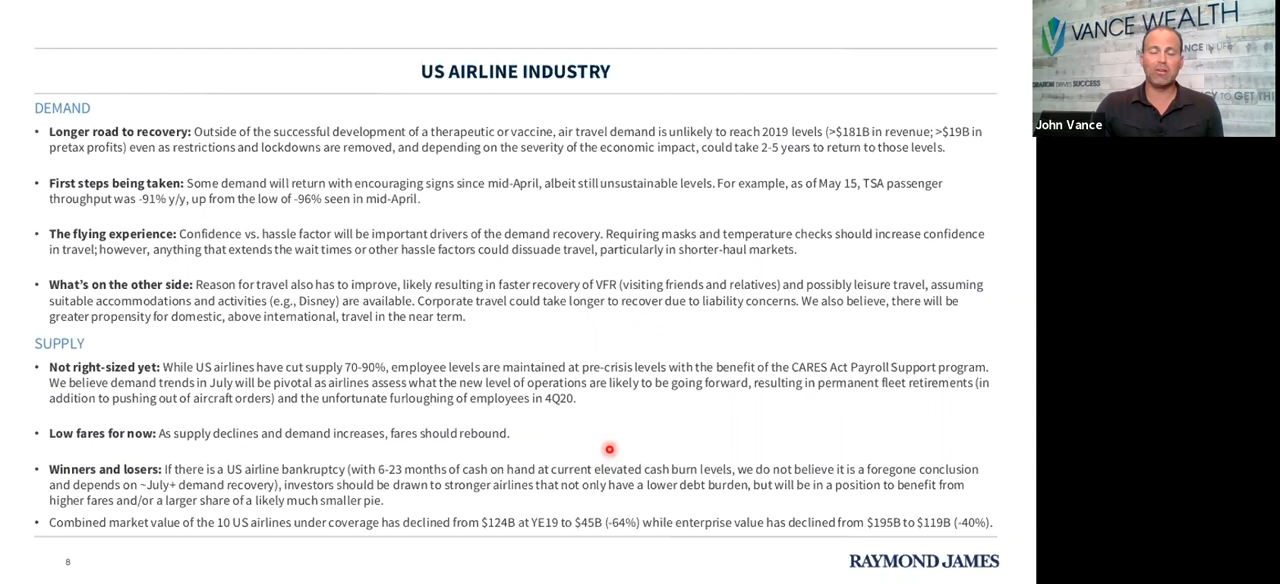 US AIRLINE INDUSTRY
DEMAND
• Longer road to recovery: Outside of the successful development of a therapeutic or vaccine, air travel demand is unlikely to reach 2019 levels (>$181B in revenue; >$19B in
pretax profits) even as restrictions and lockdowns are removed, and depending on the severity of the economic impact, could take 2-5 years to return to those levels.
• First steps being taken: Some demand will return with encouraging signs since mid-April, albeit still unsustainable levels. For example, as of May 15, TSA passenger
throughput was -91% y/y, up from the low of -96% seen in mid-April.
• The flying experience: Confidence vs. hassle factor will be important drivers of the demand recovery. Requiring masks and temperature checks should increase confidence
in travel; however, anything that extends the wait times or other hassle factors could dissuade travel, particularly in shorter-haul markets.
• What's on the other side: Reason for travel also has to improve, likely resulting in faster recovery of VFR (visiting friends and relatives) and possibly leisure travel, assuming
suitable accommodations and activities (e.g., Disney) are available. Corporate travel could take longer to recover due to liability concerns. We also believe, there will be
greater propensity for domestic, above international, travel in the near term.
SUPPLY
• Not right-sized yet: While US airlines have cut supply 70-90%, employee levels are maintained at pre-crisis levels with the benefit of the CARES Act Payroll Support program.
We believe demand trends in July will be pivotal as airlines assess what the new level of operations are likely to be going forward, resulting in permanent fleet retirements (in
addition to pushing out of aircraft orders) and the unfortunate furloughing of employees in 4Q20.
• Low fares for now: As supply declines and demand increases, fares should rebound.
• Winners and losers: If there is a US airline bankruptcy (with 6-23 months of cash on hand at current elevated cash burn levels, we do not believe it is a foregone conclusion
and depends on ~July+ demand recovery), investors should be drawn to stronger airlines that not only have a lower debt burden, but will be in a position to benefit from
higher fares and/or a larger share of a likely much smaller pie.
• Combined market value of the 10 US airlines under coverage has declined from $124B at YE19 to $45B (-64%) while enterprise value has declined from $195B to $119B (-40%).
8
RAYMOND JAMES
VANCE WEALTH
IN LIFE
SUCCESS
TO GET
John Vance